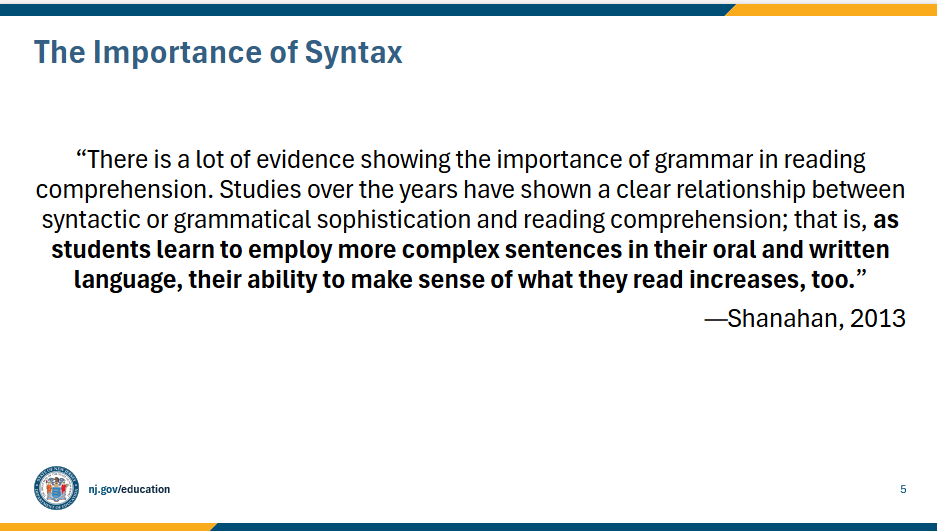 The Importance of Syntax
“There is a lot of evidence showing the importance of grammar in reading
comprehension. Studies over the years have shown a clear relationship between
syntactic or grammatical sophistication and reading comprehension; that is, as
students learn to employ more complex sentences in their oral and written
language, their ability to make sense of what they read increases, too.”
—Shanahan, 2013
nj.gov/education
5